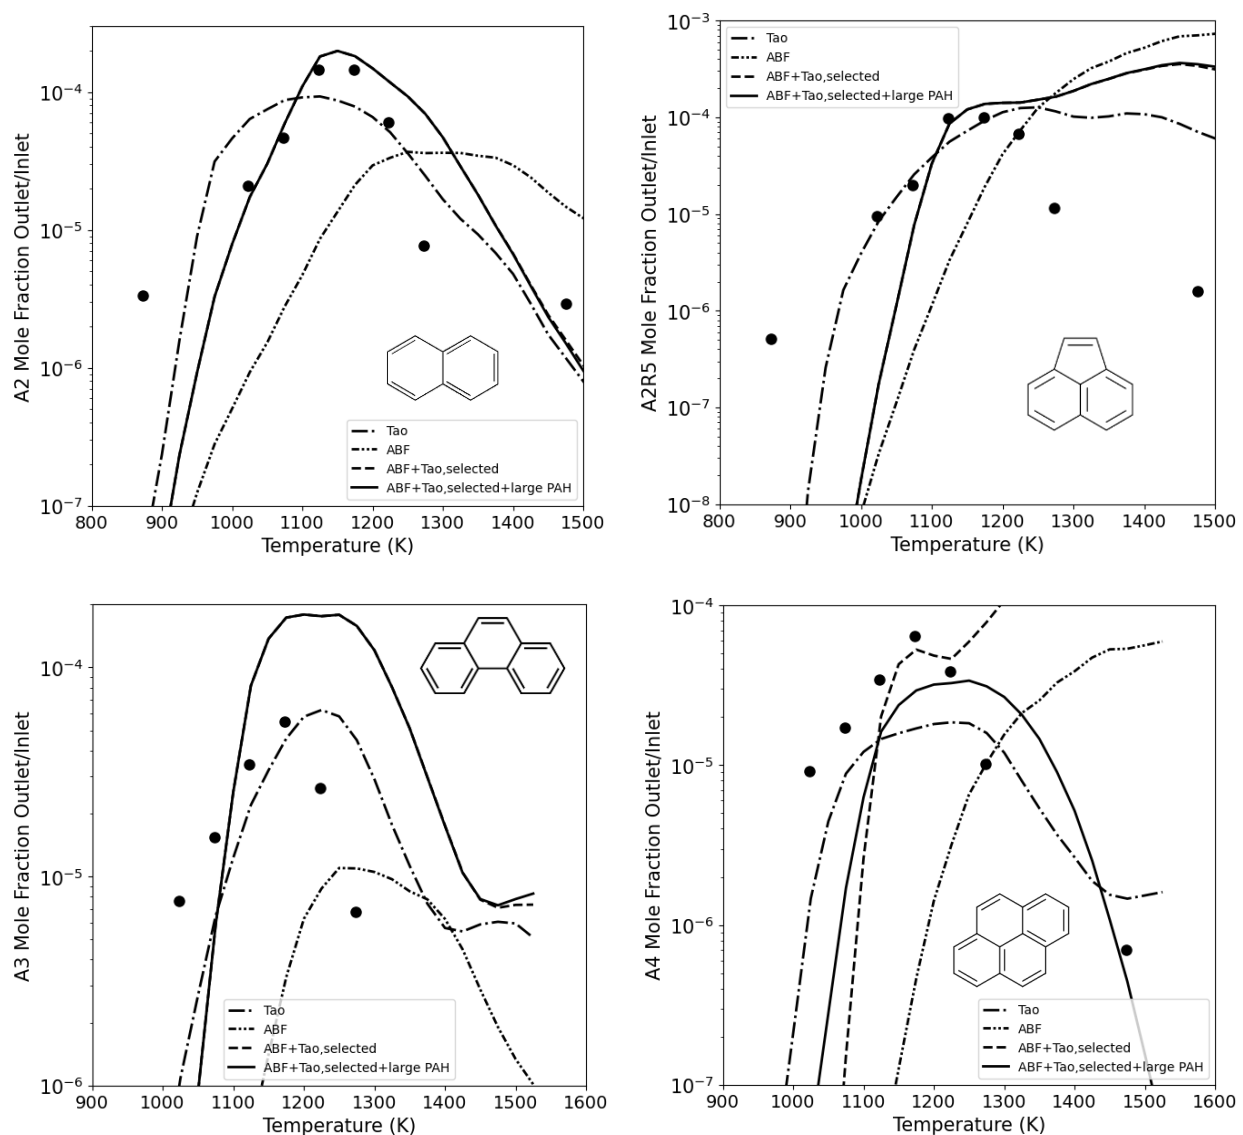 A2 Mole Fraction Outlet/Inlet
10⁻⁴
10⁻⁵
10⁻⁶
10⁻⁷
800 900 1000 1100 1200 1300 1400 1500
Temperature (K)
Tao
ABF
ABF+Tao,selected
ABF+Tao,selected+large PAH
A2R5 Mole Fraction Outlet/Inlet
10⁻³
10⁻⁴
10⁻⁵
10⁻⁶
10⁻⁷
10⁻⁸
800 900 1000 1100 1200 1300 1400 1500
Temperature (K)
Tao
ABF
ABF+Tao,selected
ABF+Tao,selected+large PAH
A3 Mole Fraction Outlet/Inlet
10⁻⁴
10⁻⁵
10⁻⁶
900 1000 1100 1200 1300 1400 1500 1600
Temperature (K)
Tao
ABF
ABF+Tao,selected
ABF+Tao,selected+large PAH
A4 Mole Fraction Outlet/Inlet
10⁻⁴
10⁻⁵
10⁻⁶
10⁻⁷
900 1000 1100 1200 1300 1400 1500 1600
Temperature (K)
Tao
ABF
ABF+Tao,selected
ABF+Tao,selected+large PAH